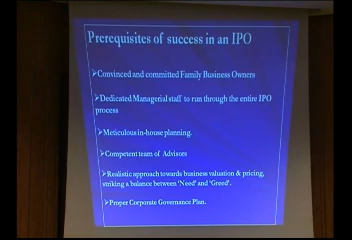 Prerequisites of success in an IPO
➢Convinced and committed Family Business Owners
➢Dedicated Managerial staff to run through the entire IPO
process
➢Meticulous in-house planning.
➢Competent team of Advisors
➢Realistic approach towards business valuation & pricing,
striking a balance between 'Need' and 'Greed'.
➢Proper Corporate Governance Plan.